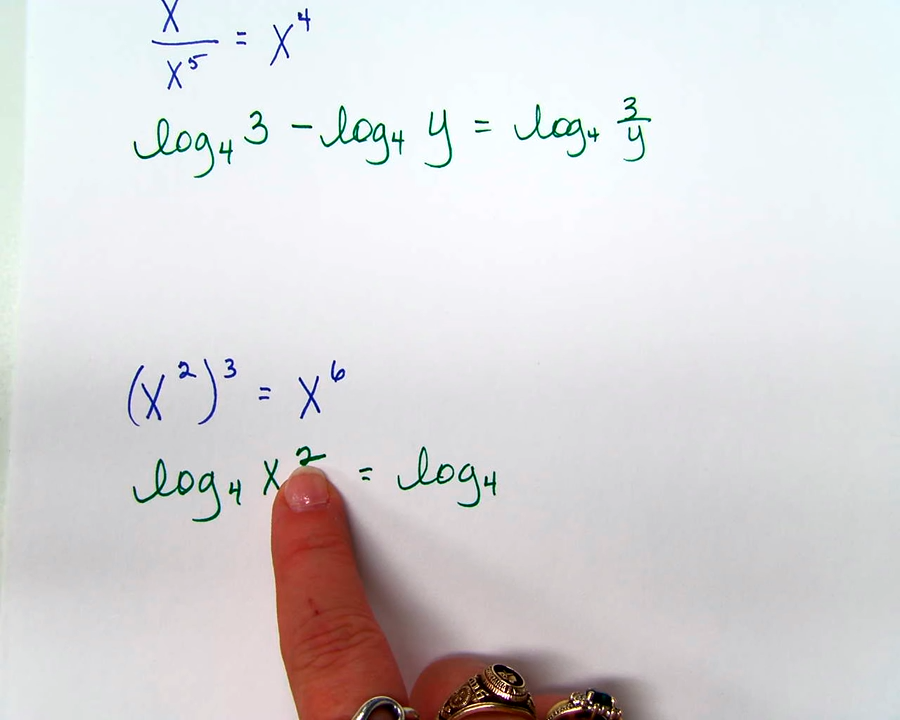 x/x⁵ = x⁴
log₄ 3 − log₄ y = log₄ 3/y
(x²)³ = x⁶
log₄ x² = log₄